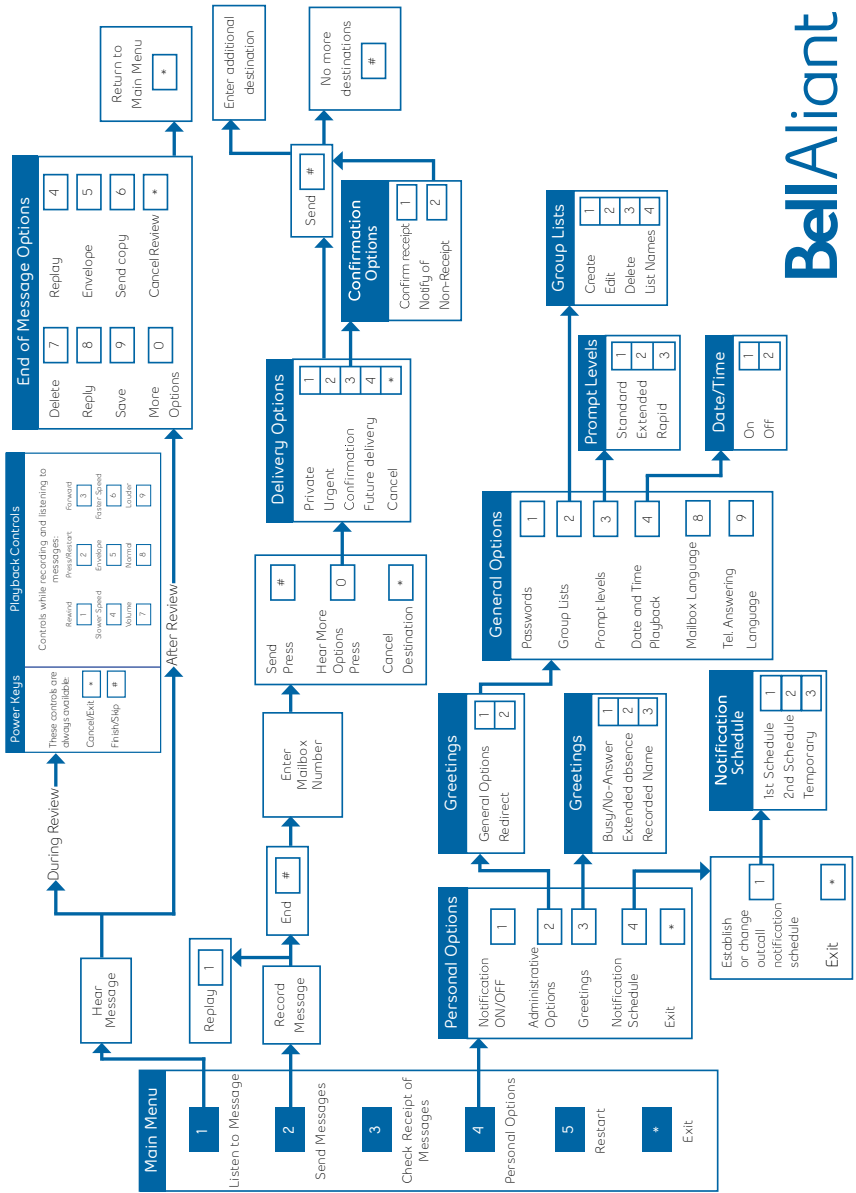 Main Menu
1
Listen to Message
2
Send Messages
3
Check Receipt of
Messages
4
Personal Options
5
Restart
*
Exit
Hear
Message
During Review
After Review
Power Keys
These controls are
always available:
Cancel/Exit
*
Finish/Skip
#
Playback Controls
Controls while recording and listening to
messages:
Rewind
1
Press/Restart
2
Forward
3
Slower Speed
4
Envelope
5
Faster Speed
6
Volume
7
Normal
8
Louder
9
End of Message Options
Delete
7
Replay
4
Reply
8
Envelope
5
Save
9
Send copy
6
More
Options
0
Cancel Review
*
Return to
Main Menu
*
Replay
1
Record
Message
End
#
Enter
Mailbox
Number
Send
Press
#
Hear More
Options
Press
0
Cancel
Destination
*
Delivery Options
Private
1
Urgent
2
Confirmation
3
Future delivery
4
Cancel
*
Send
#
Enter additional
destination
No more
destinations
#
Confirmation
Options
Confirm receipt
1
Notify of
Non-Receipt
2
Personal Options
Notification
ON/OFF
1
Administrative
Options
2
Greetings
3
Notification
Schedule
4
Exit
*
Greetings
General Options
1
Redirect
2
Greetings
Busy/No-Answer
1
Extended absence
2
Recorded Name
3
Establish
or change
outcall
notification
schedule
1
Exit
*
Notification
Schedule
1st Schedule
1
2nd Schedule
2
Temporary
3
General Options
Passwords
1
Group Lists
2
Prompt levels
3
Date and Time
Playback
4
Mailbox Language
8
Tel. Answering
Language
9
Group Lists
Create
1
Edit
2
Delete
3
List Names
4
Prompt Levels
Standard
1
Extended
2
Rapid
3
Date/Time
On
1
Off
2
BellAliant